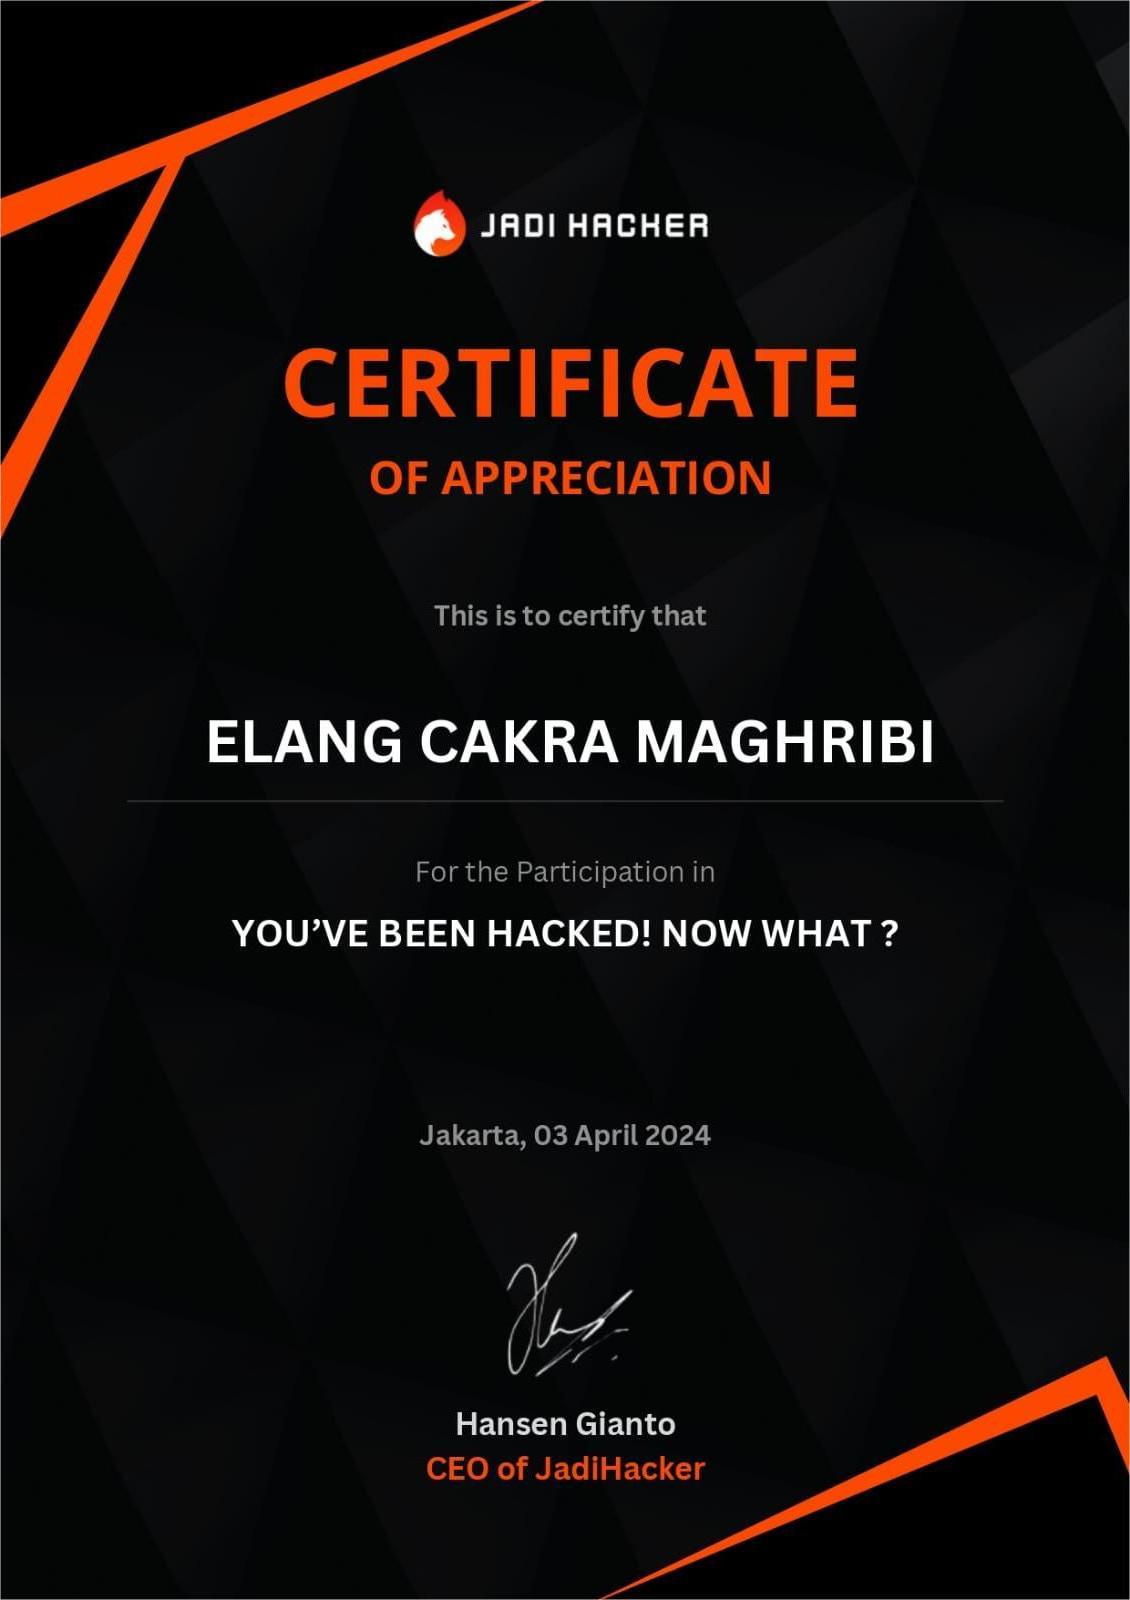 JADI HACKER
CERTIFICATE
OF APPRECIATION
This is to certify that
ELANG CAKRA MAGHRIBI
For the Participation in
YOU’VE BEEN HACKED! NOW WHAT ?
Jakarta, 03 April 2024
Hansen Gianto
CEO of JadiHacker